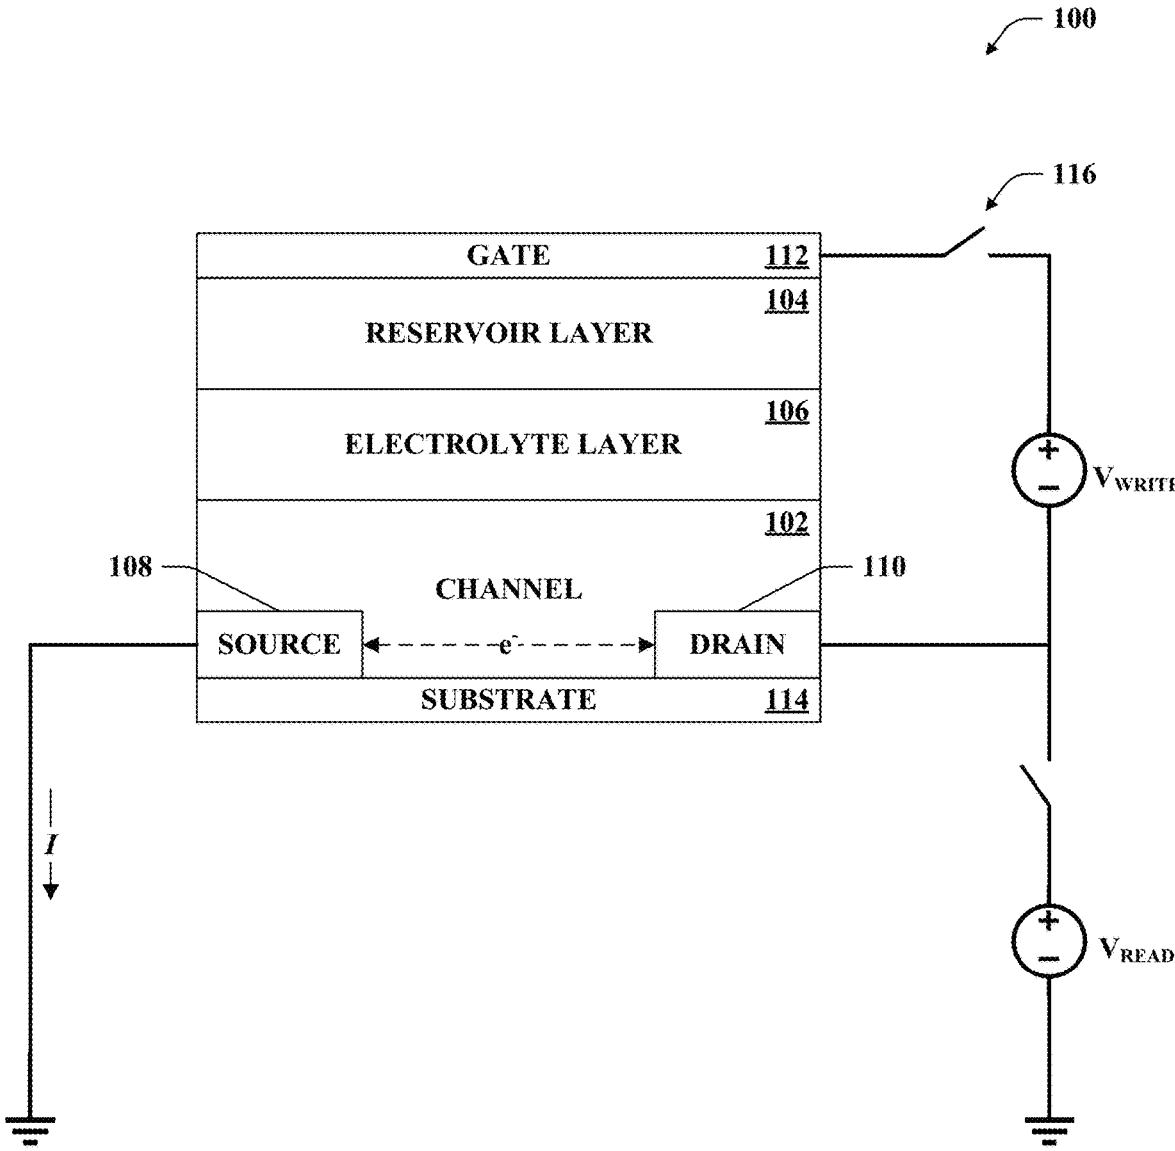 100
116
GATE 112
104
RESERVOIR LAYER
106
ELECTROLYTE LAYER
+
− VWRITE
102
108 110
CHANNEL
SOURCE e- DRAIN
SUBSTRATE 114
I
+
− VREAD